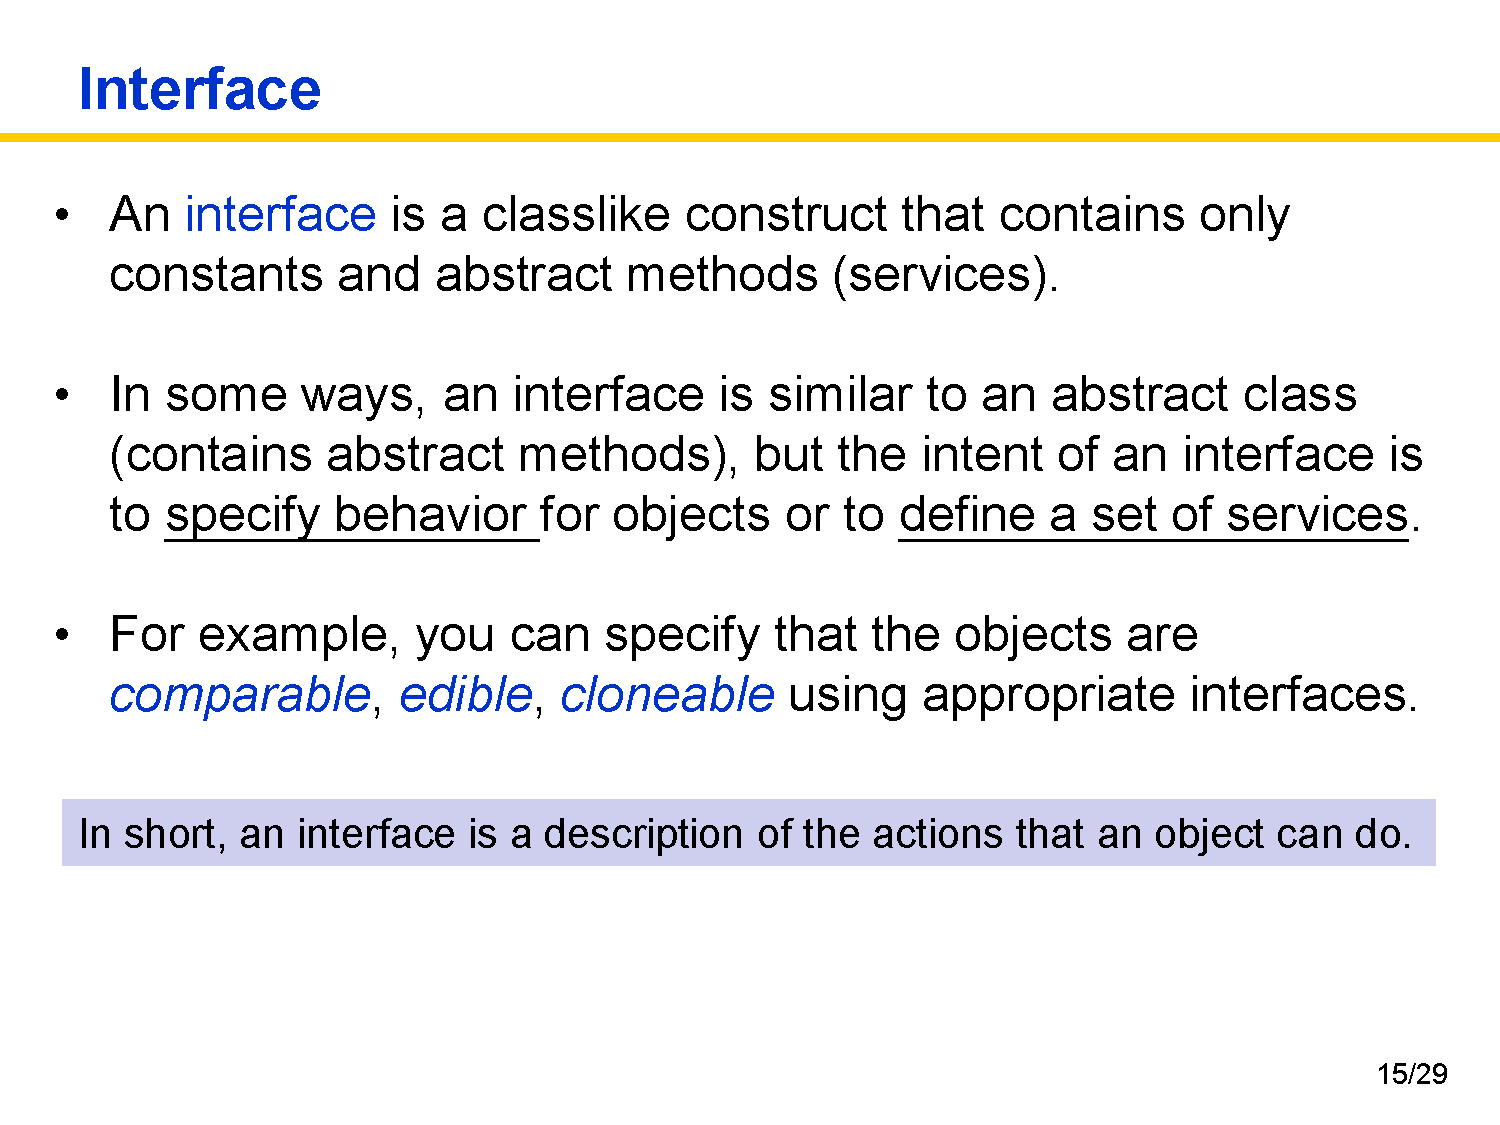 Interface
• An interface is a classlike construct that contains only
constants and abstract methods (services).
• In some ways, an interface is similar to an abstract class
(contains abstract methods), but the intent of an interface is
to specify behavior for objects or to define a set of services.
• For example, you can specify that the objects are
comparable, edible, cloneable using appropriate interfaces.
In short, an interface is a description of the actions that an object can do.
15/29